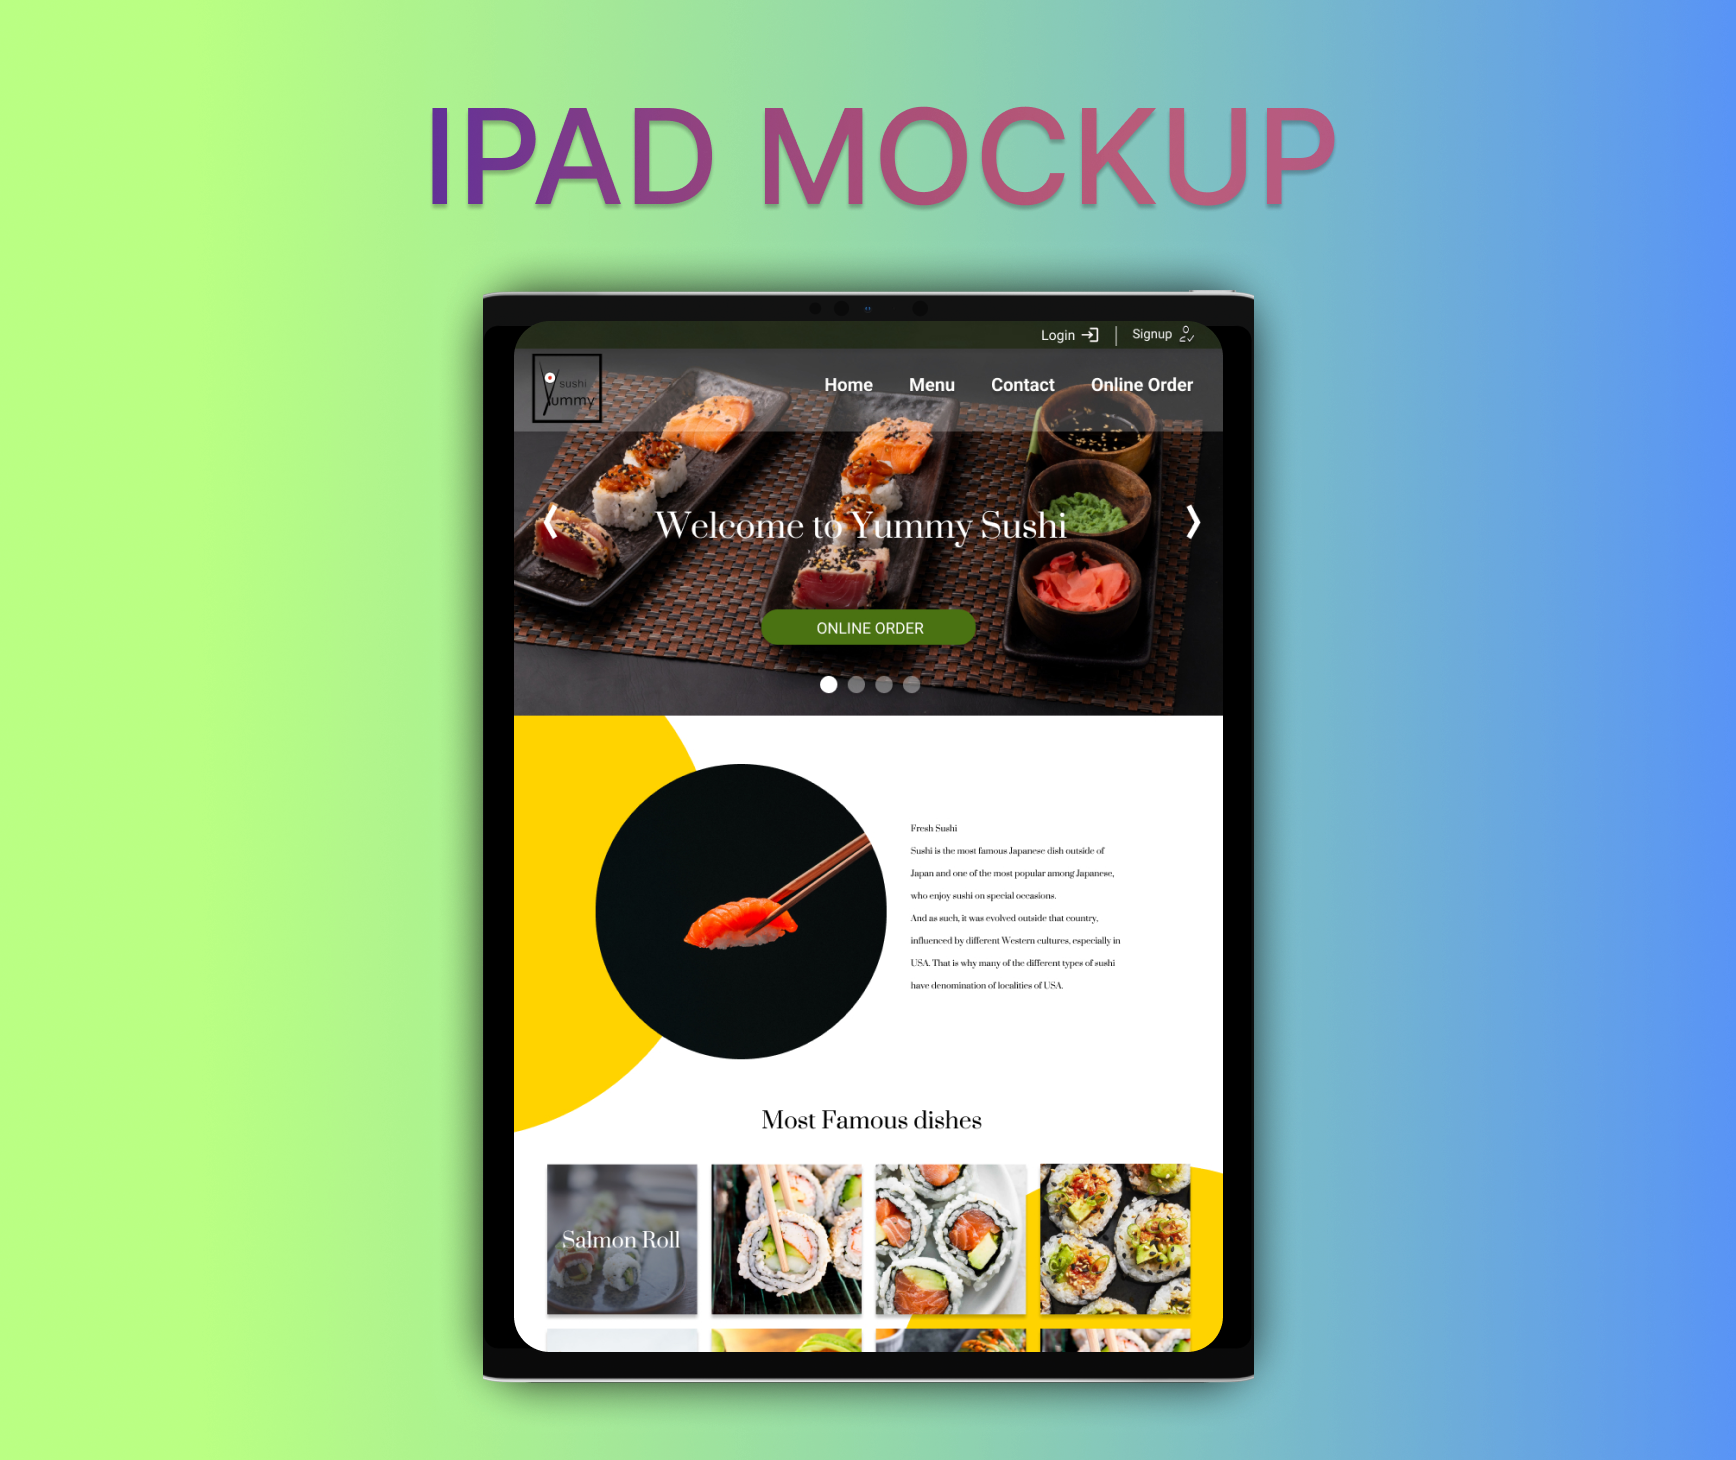 IPAD MOCKUP
Login
Signup
sushi
Yummy
Home Menu Contact Online Order
Welcome to Yummy Sushi
ONLINE ORDER
Fresh Sushi
Sushi is the most famous Japanese dish outside of
Japan and one of the most popular among Japanese,
who enjoy sushi on special occasions.
And as such, it was evolved outside that country,
influenced by different Western cultures, especially in
USA. That is why many of the different types of sushi
have denomination of localities of USA.
Most Famous dishes
Salmon Roll